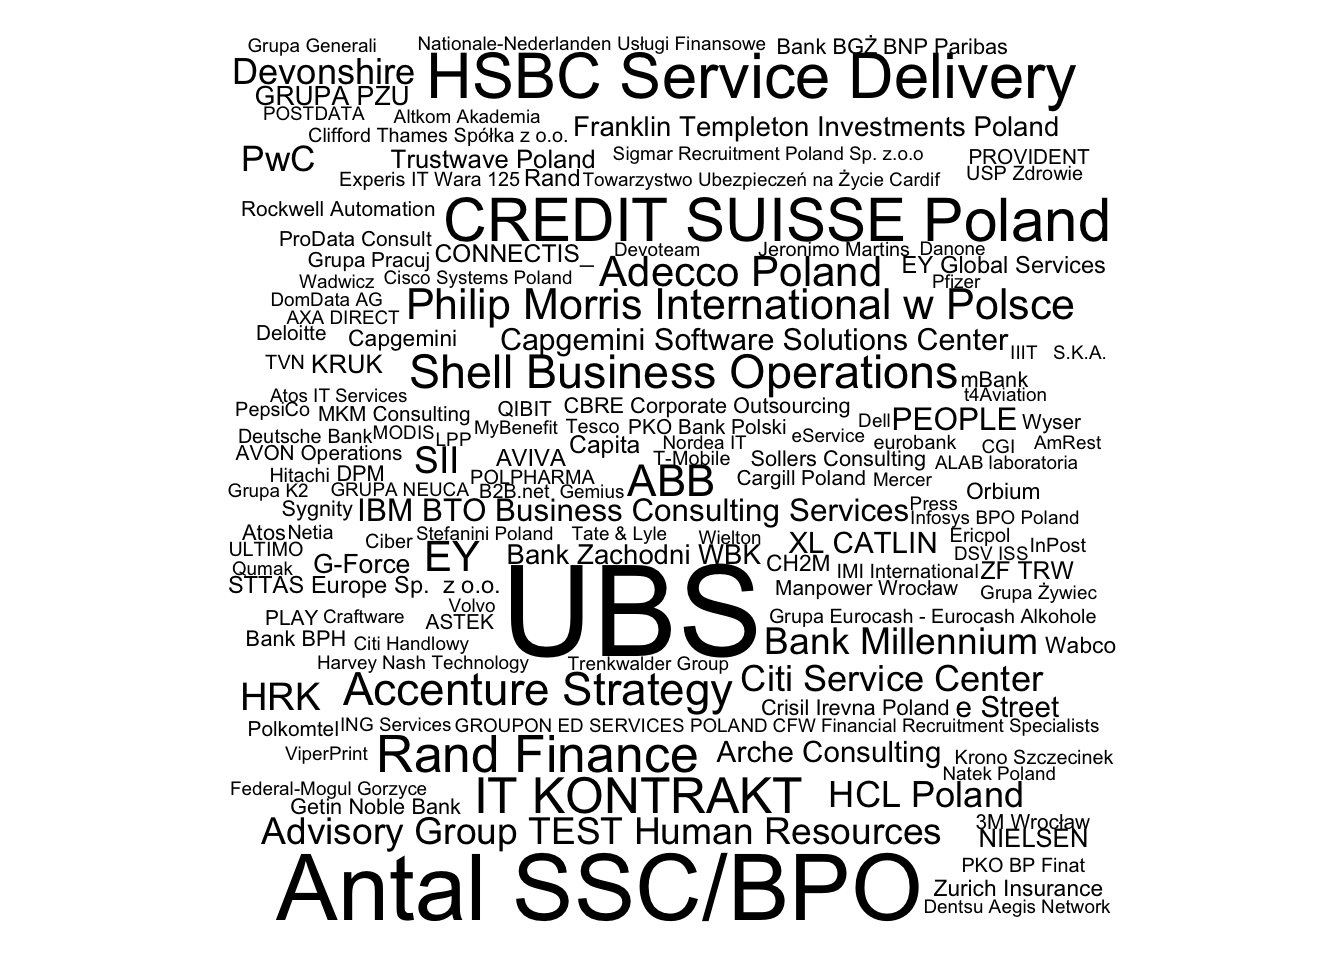 Grupa Generali
Nationale-Nederlanden Usługi Finansowe
Bank BGŻ BNP Paribas
Devonshire
HSBC Service Delivery
GRUPA PZU
POSTDATA
Altkom Akademia
Franklin Templeton Investments Poland
Clifford Thames Spółka z o.o.
PwC
Trustwave Poland
Sigmar Recruitment Poland Sp. z.o.o
PROVIDENT
Experis IT Wara 125
Rand
Towarzystwo Ubezpieczeń na Życie Cardif
USP Zdrowie
Rockwell Automation
CREDIT SUISSE Poland
ProData Consult
CONNECTIS_
Devoteam
Jeronimo Martins
Danone
Grupa Pracuj
Adecco Poland
EY Global Services
Wadwicz
Cisco Systems Poland
Pfizer
DomData AG
Philip Morris International w Polsce
AXA DIRECT
Deloitte
Capgemini
Capgemini Software Solutions Center
IIIT
S.K.A.
TVN
KRUK
Shell Business Operations
mBank
Atos IT Services
t4Aviation
PepsiCo
MKM Consulting
QIBIT
CBRE Corporate Outsourcing
Dell
PEOPLE
Wyser
Deutsche Bank
MODIS
LPP
MyBenefit
Tesco
PKO Bank Polski
eService
eurobank
CGI
AmRest
AVON Operations
SII
AVIVA
Capita
Nordea IT
T-Mobile
Sollers Consulting
ALAB laboratoria
Hitachi
DPM
POLPHARMA
ABB
Cargill Poland
Mercer
Grupa K2
GRUPA NEUCA
B2B.net
Gemius
Orbium
Sygnity
IBM BTO Business Consulting Services
Press
Infosys BPO Poland
Atos
Netia
Ciber
Stefanini Poland
Tate & Lyle
Wielton
XL CATLIN
Ericpol
ULTIMO
EY
Bank Zachodni WBK
DSV ISS
InPost
Qumak
G-Force
CH2M
IMI International
ZF TRW
STTAS Europe Sp. z o.o.
UBS
Manpower Wrocław
Grupa Żywiec
Volvo
PLAY
Craftware
ASTEK
Grupa Eurocash - Eurocash Alkohole
Bank BPH
Citi Handlowy
Bank Millennium
Wabco
Harvey Nash Technology
Trenkwalder Group
HRK
Accenture Strategy
Citi Service Center
Crisil Irevna Poland
e Street
Polkomtel
ING Services
GROUPON ED SERVICES POLAND
CFW Financial Recruitment Specialists
ViperPrint
Rand Finance
Arche Consulting
Krono Szczecinek
Natek Poland
Federal-Mogul Gorzyce
Getin Noble Bank
IT KONTRAKT
HCL Poland
Advisory Group TEST Human Resources
3M Wrocław
NIELSEN
Antal SSC/BPO
PKO BP Finat
Zurich Insurance
Dentsu Aegis Network